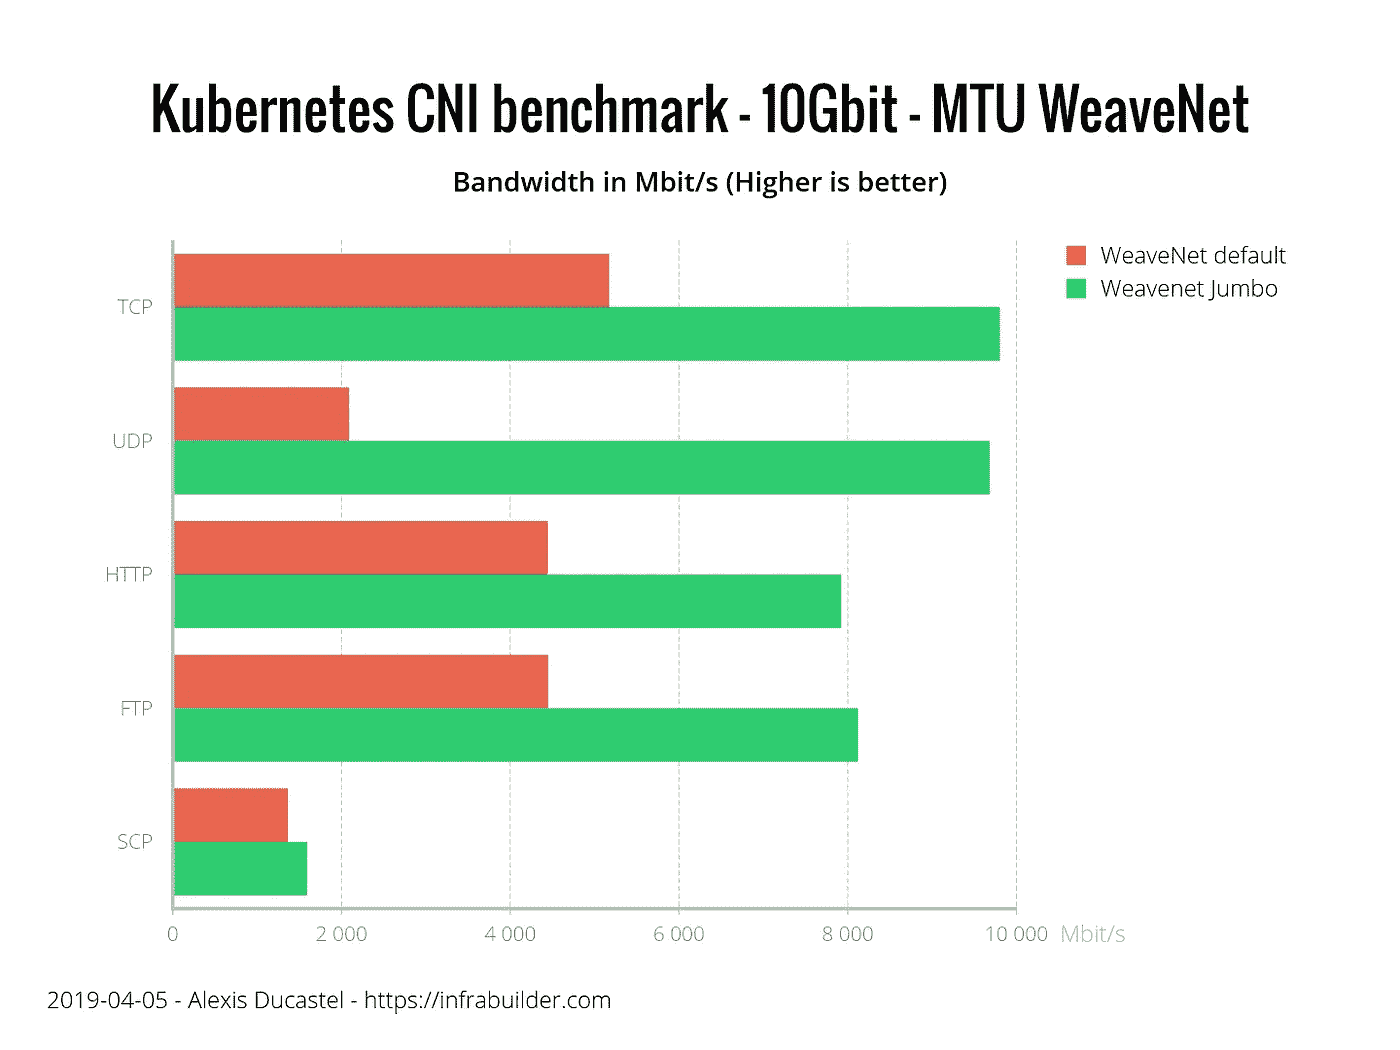 Kubernetes CNI benchmark - 10Gbit - MTU WeaveNet
Bandwidth in Mbit/s (Higher is better)
WeaveNet default
Weavenet Jumbo
TCP
UDP
HTTP
FTP
SCP
0 2 000 4 000 6 000 8 000 10 000 Mbit/s
2019-04-05 - Alexis Ducastel - https://infrabuilder.com